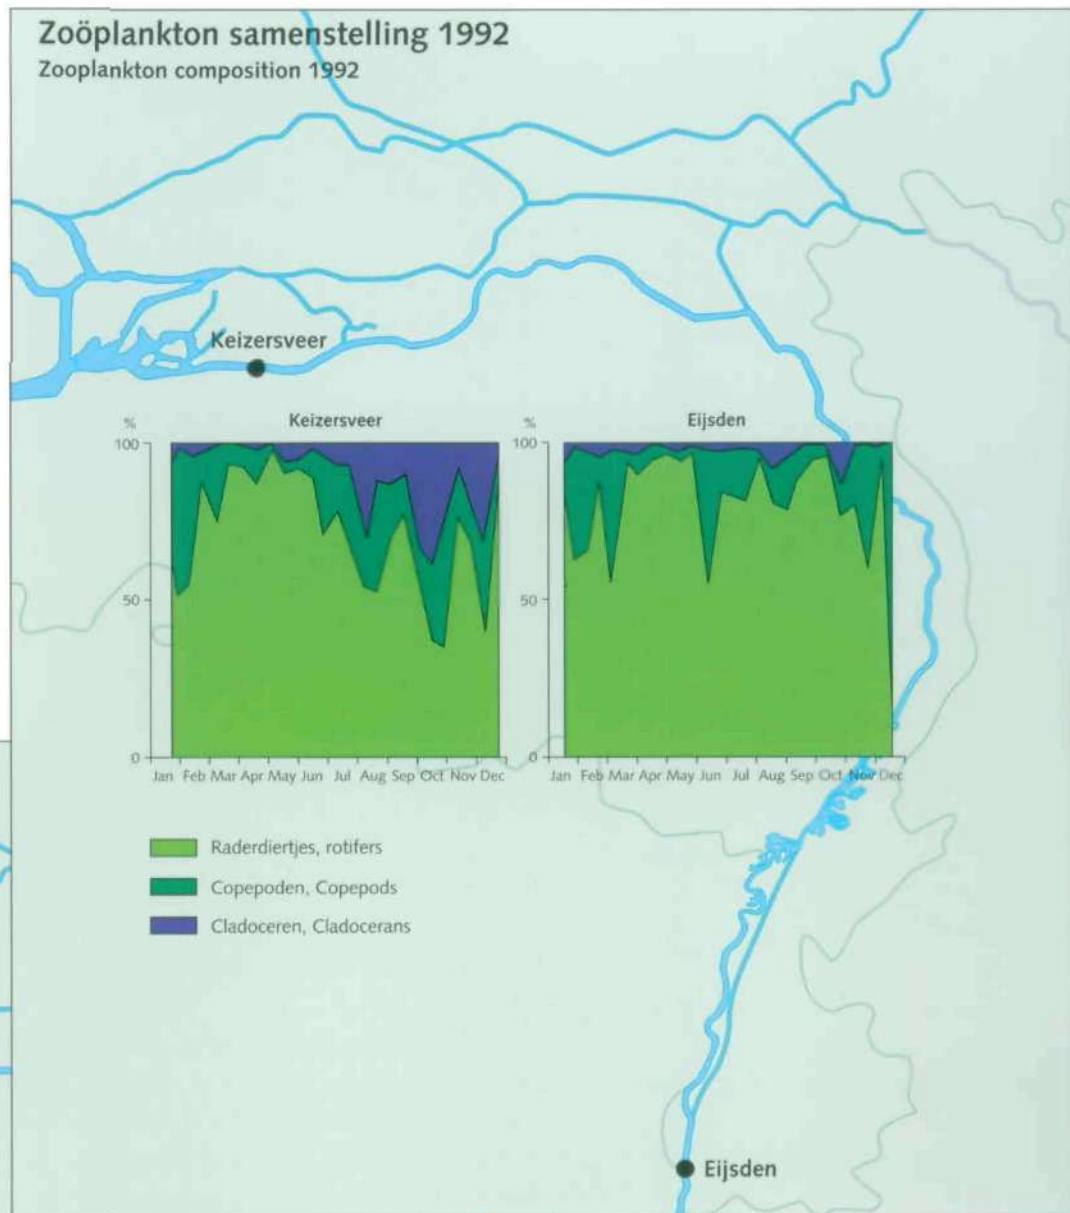 Zoöplankton samenstelling 1992
Zooplankton composition 1992
Keizersveer
Keizersveer
%
100
50
0
Jan Feb Mar Apr May Jun Jul Aug Sep Oct Nov Dec
Eijsden
%
100
50
0
Jan Feb Mar Apr May Jun Jul Aug Sep Oct Nov Dec
Raderdiertjes, rotifers
Copepoden, Copepods
Cladoceren, Cladocerans
Eijsden